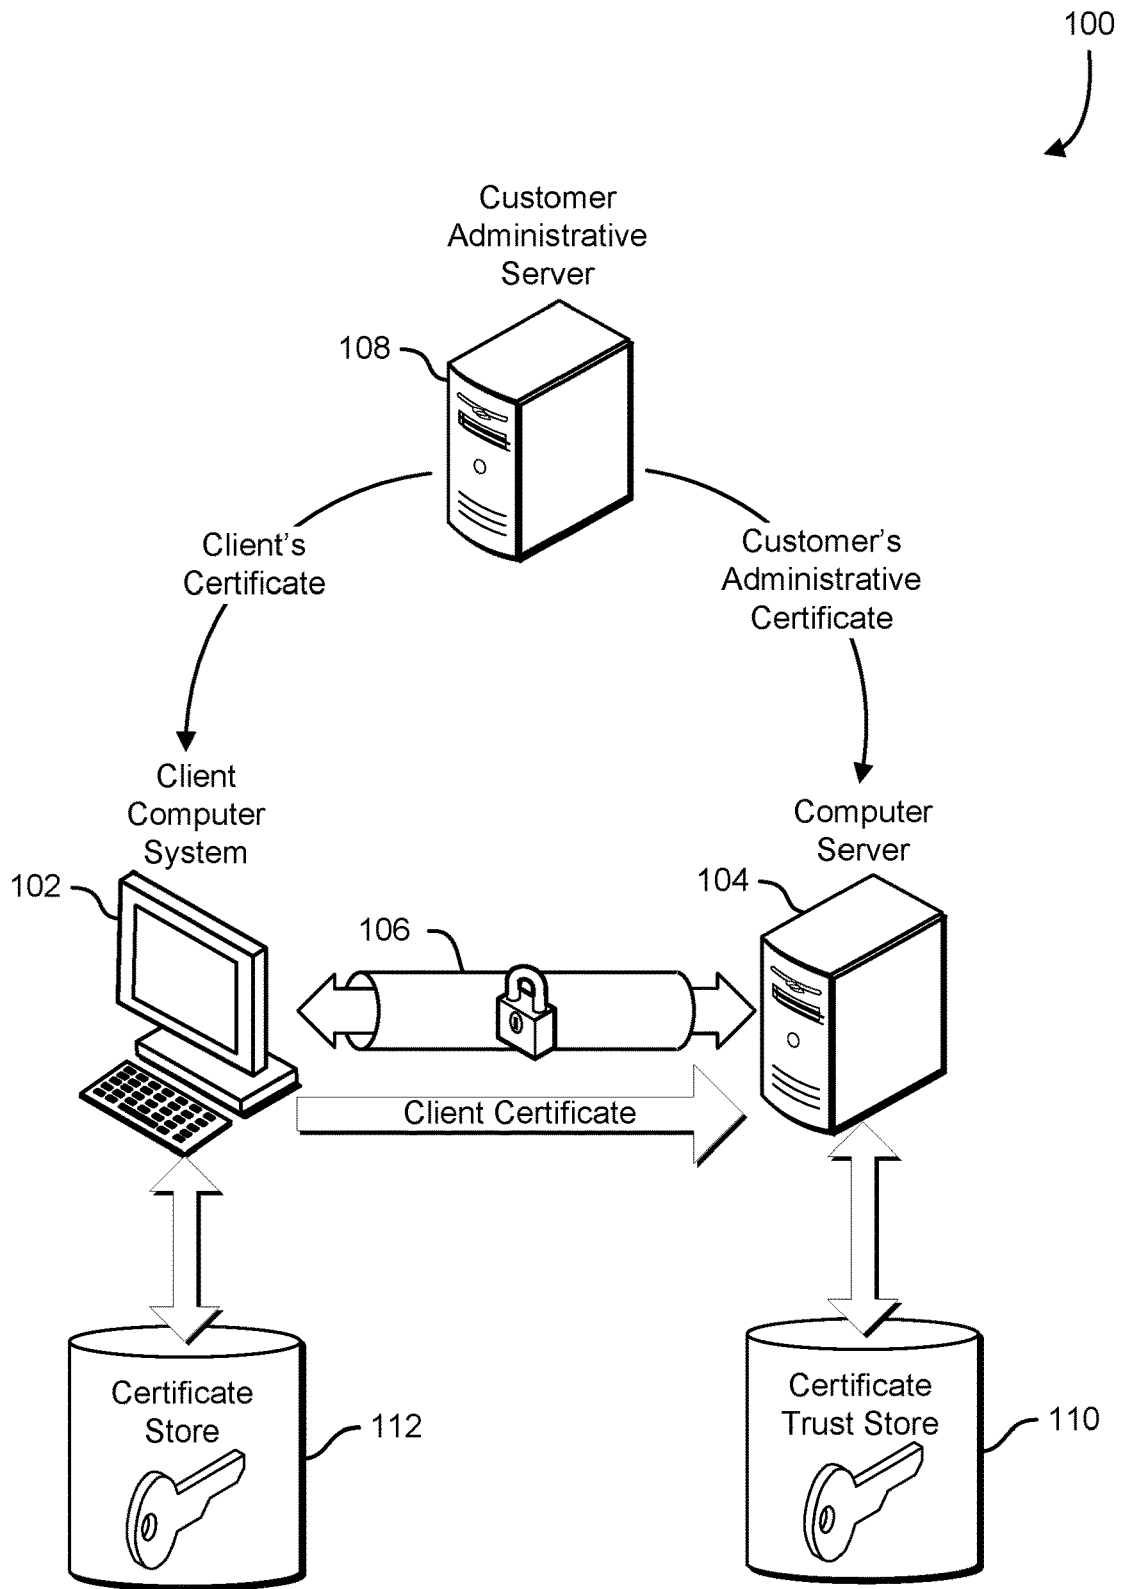 100
Customer
Administrative
Server
108
Client's
Certificate
Customer's
Administrative
Certificate
Client
Computer
System
102
Computer
Server
104
106
Client Certificate
Certificate
Store
112
Certificate
Trust Store
110